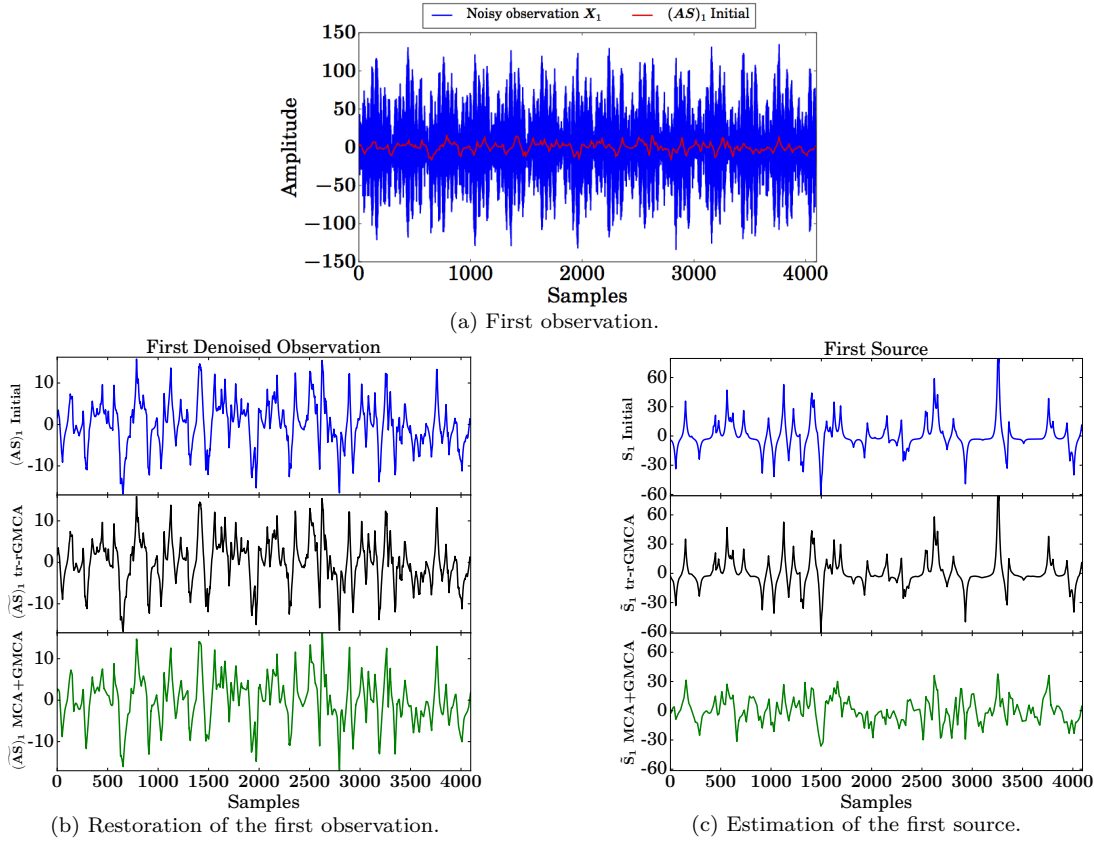 Noisy observation X₁ (AS)₁ Initial
150
100
50
0
−50
−100
−150
Amplitude
0 1000 2000 3000 4000
Samples
(a) First observation.
First Denoised Observation
(AS)₁ Initial
10
0
-10
(ÃS)₁ tr-rGMCA
10
0
-10
(ÃS)₁ MCA+GMCA
10
0
-10
0 500 1000 1500 2000 2500 3000 3500 4000
Samples
(b) Restoration of the first observation.
First Source
S₁ Initial
60
30
0
-30
-60
S̃₁ tr-rGMCA
60
30
0
-30
-60
S̃₁ MCA+GMCA
60
30
0
-30
-60
0 500 1000 1500 2000 2500 3000 3500 4000
Samples
(c) Estimation of the first source.